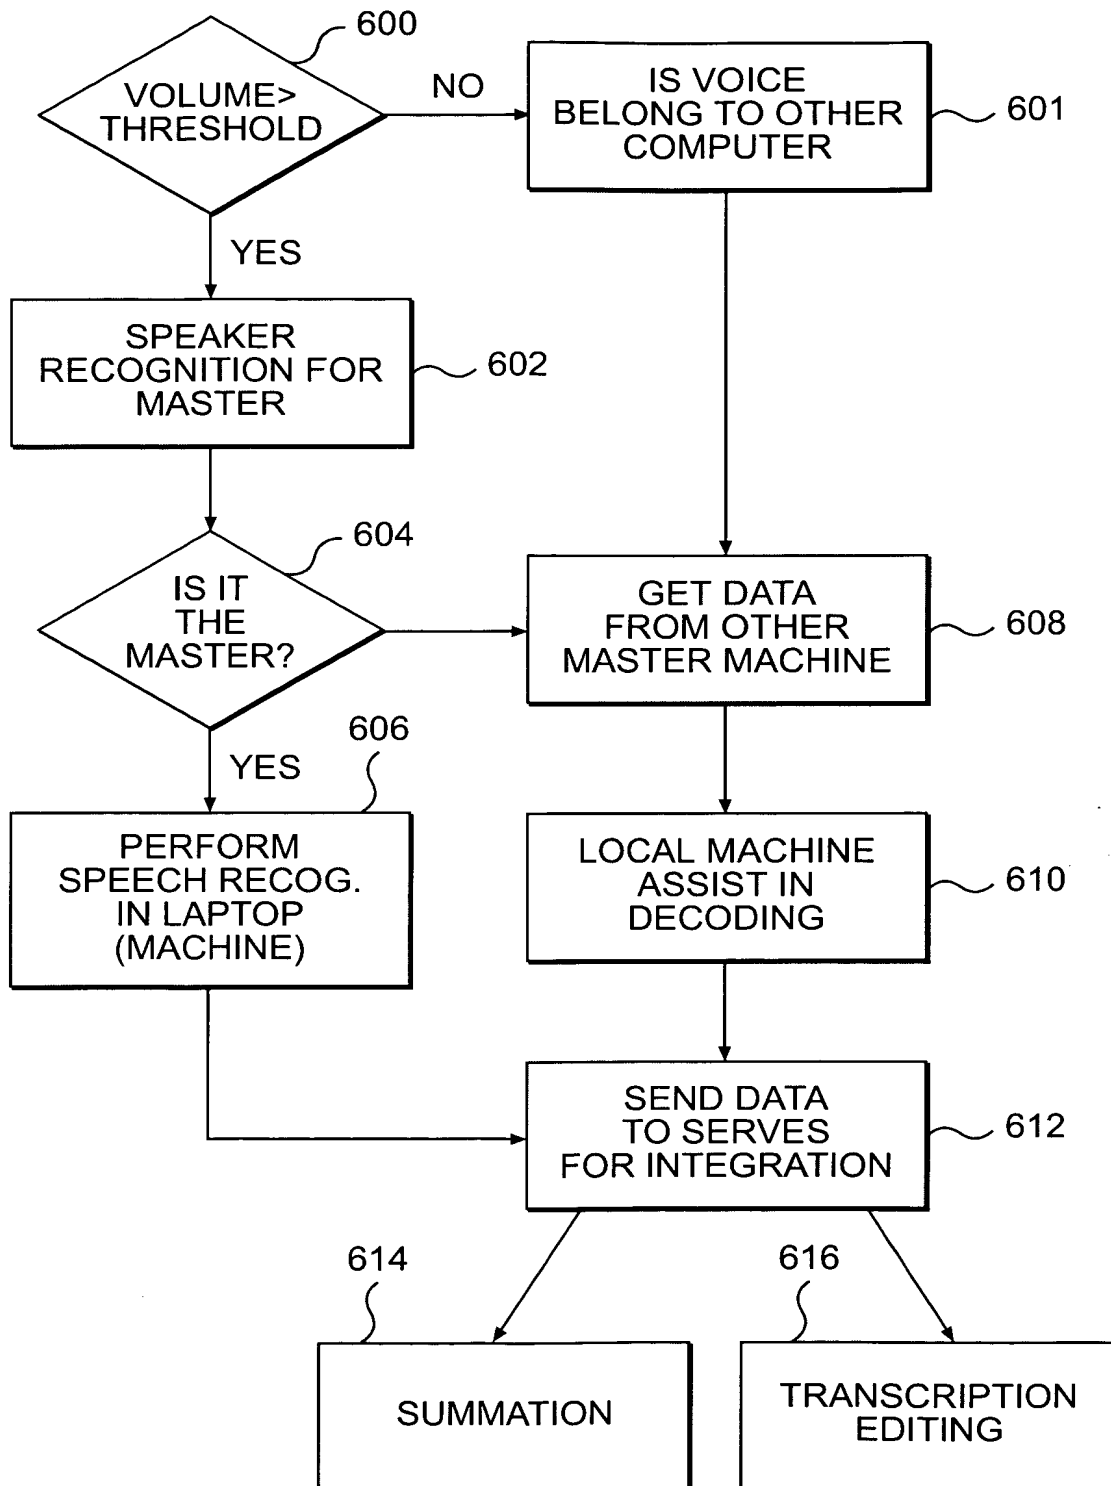 600
VOLUME>
THRESHOLD
NO
IS VOICE
BELONG TO OTHER
COMPUTER
601
YES
SPEAKER
RECOGNITION FOR
MASTER
602
604
IS IT
THE
MASTER?
GET DATA
FROM OTHER
MASTER MACHINE
608
YES
606
PERFORM
SPEECH RECOG.
IN LAPTOP
(MACHINE)
LOCAL MACHINE
ASSIST IN
DECODING
610
SEND DATA
TO SERVES
FOR INTEGRATION
612
614
SUMMATION
616
TRANSCRIPTION
EDITING